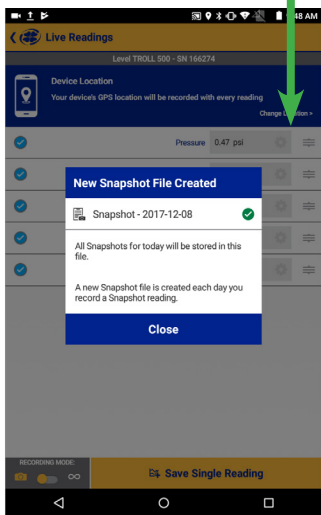 48 AM
Live Readings
Level TROLL 500 - SN 166274
Device Location
Your device's GPS location will be recorded with every reading
Change
tion >
Pressure 0.47 psi
New Snapshot File Created
Snapshot - 2017-12-08
All Snapshots for today will be stored in this
file.
A new Snapshot file is created each day you
record a Snapshot reading.
Close
RECORDING MODE:
Save Single Reading